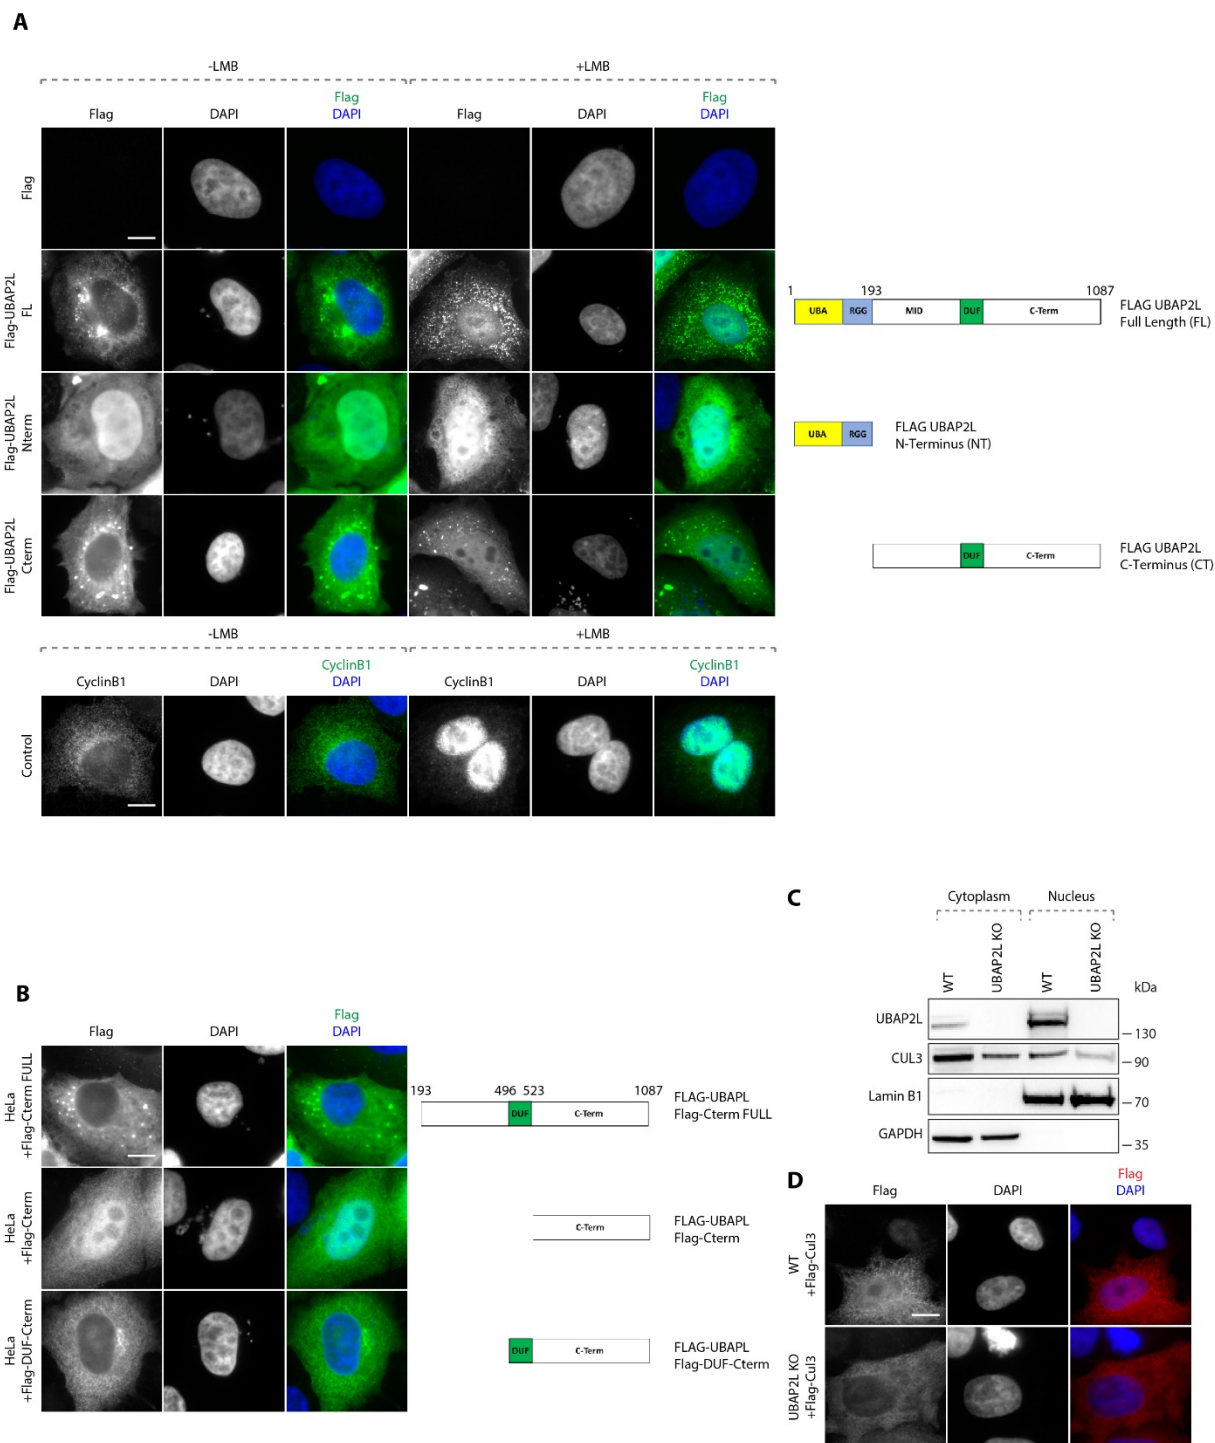 A
-LMB
+LMB
Flag
Flag
Flag
DAPI
DAPI
Flag
DAPI
DAPI
Flag
Flag-UBAP2L
FL
1
193
1087
UBA
RGG
MID
DUF
C-Term
FLAG UBAP2L
Full Length (FL)
Flag-UBAP2L
Nterm
UBA
RGG
FLAG UBAP2L
N-Terminus (NT)
Flag-UBAP2L
Cterm
DUF
C-Term
FLAG UBAP2L
C-Terminus (CT)
-LMB
+LMB
CyclinB1
CyclinB1
CyclinB1
DAPI
DAPI
CyclinB1
DAPI
DAPI
Control
B
Flag
Flag
DAPI
DAPI
HeLa
+Flag-Cterm FULL
193
496
523
1087
DUF
C-Term
FLAG-UBAPL
Flag-Cterm FULL
HeLa
+Flag-Cterm
C-Term
FLAG-UBAPL
Flag-Cterm
HeLa
+Flag-DUF-Cterm
DUF
C-Term
FLAG-UBAPL
Flag-DUF-Cterm
C
Cytoplasm
Nucleus
WT
UBAP2L KO
WT
UBAP2L KO
kDa
UBAP2L
130
CUL3
90
Lamin B1
70
GAPDH
35
D
Flag
Flag
DAPI
DAPI
WT
+Flag-Cul3
UBAP2L KO
+Flag-Cul3